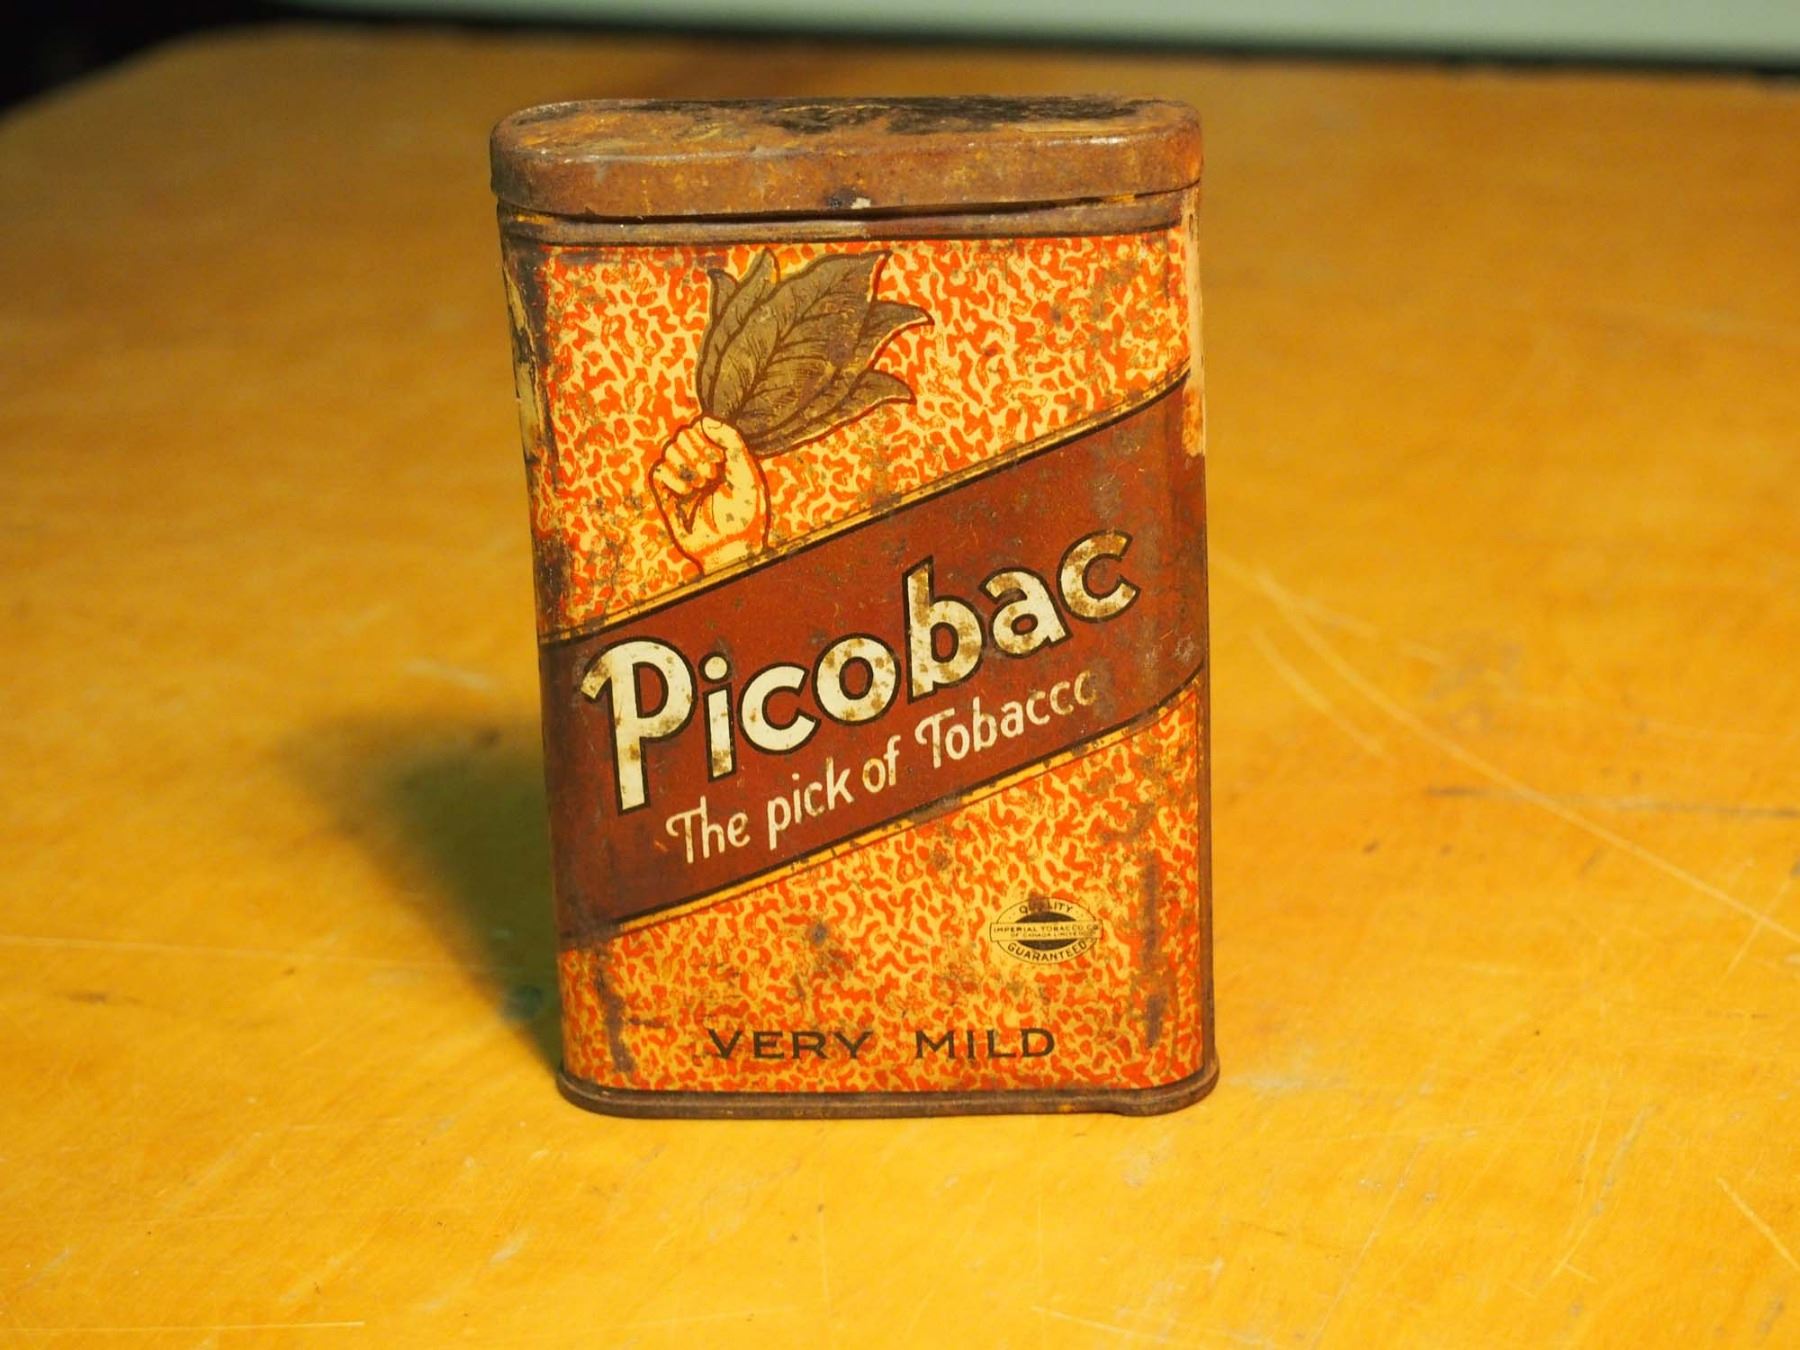 Picobac
The pick of Tobacco
QUALITY
IMPERIAL TOBACCO CO
OF CANADA LIMITED
GUARANTEED
VERY MILD